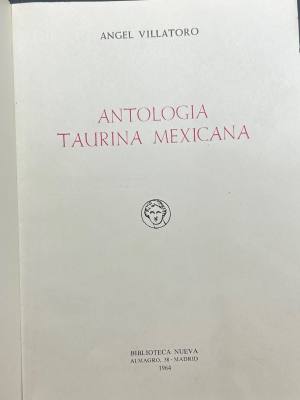 ANGEL VILLATORO
ANTOLOGIA
TAURINA MEXICANA
BIBLIOTECA NUEVA
ALMAGRO, 38 - MADRID
1964